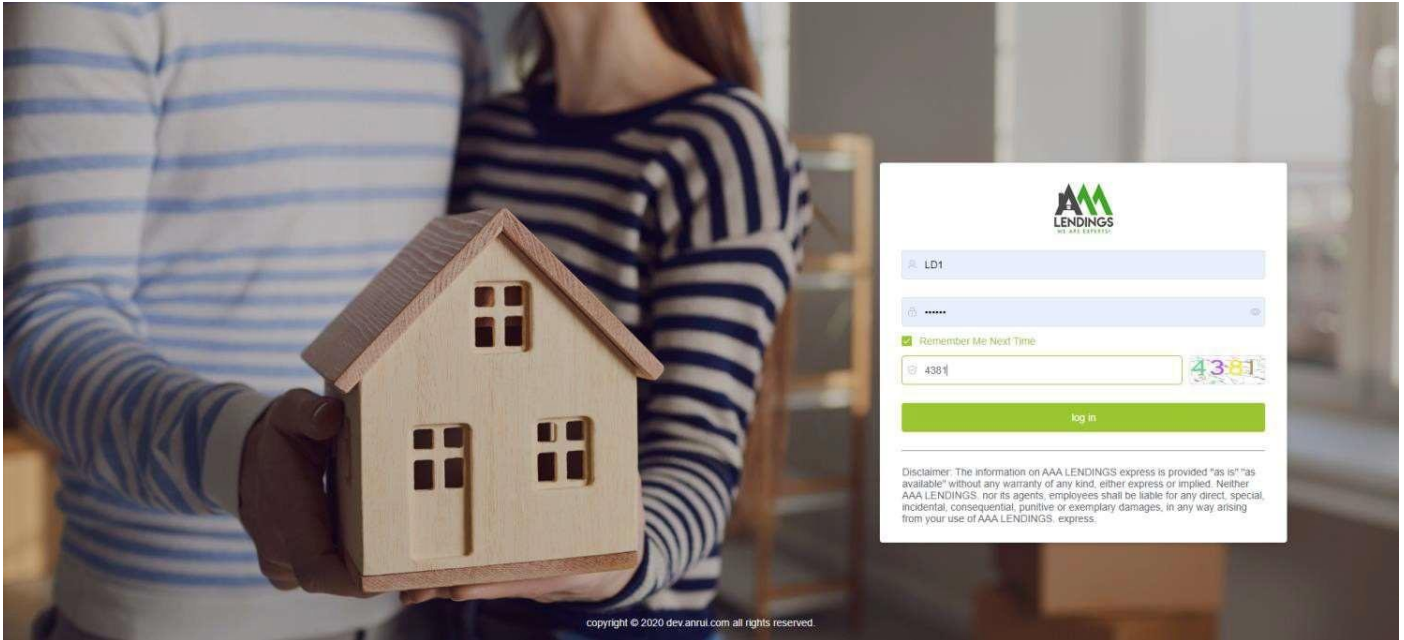 AAA
LENDINGS
WE ARE EXPERTS!
LD1
••••••
Remember Me Next Time
4381
4381
log in
Disclaimer: The information on AAA LENDINGS express is provided "as is" "as
available" without any warranty of any kind, either express or implied. Neither
AAA LENDINGS. nor its agents, employees shall be liable for any direct, special,
incidental, consequential, punitive or exemplary damages, in any way arising
from your use of AAA LENDINGS. express.
copyright © 2020 dev.anrui.com all rights reserved.